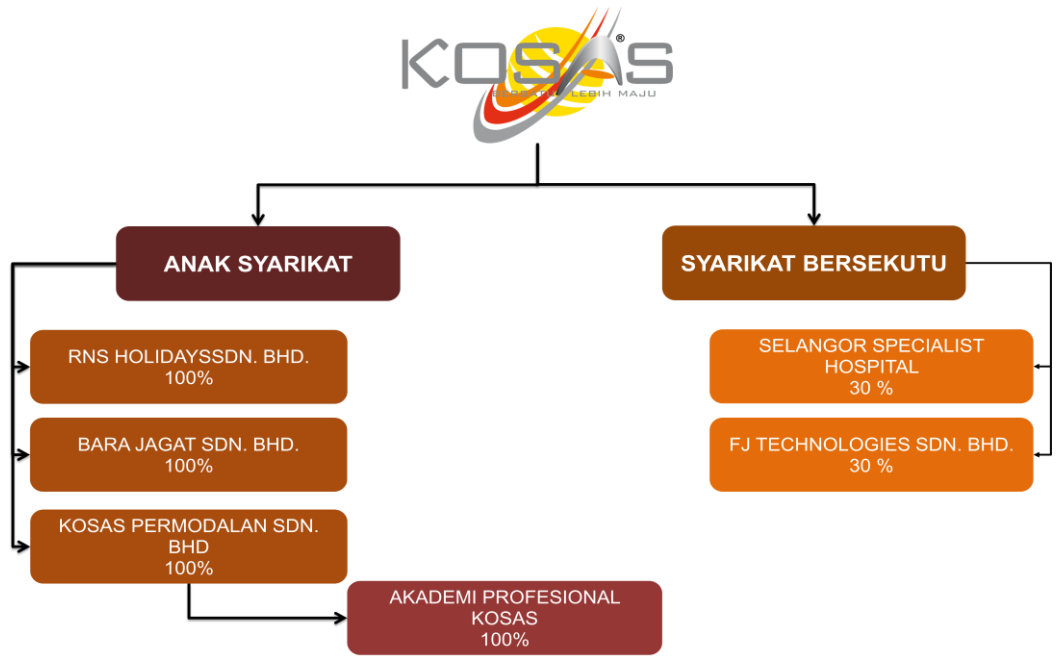 KOSAS®
BERSATU LEBIH MAJU
ANAK SYARIKAT
SYARIKAT BERSEKUTU
RNS HOLIDAYSSDN. BHD.
100%
BARA JAGAT SDN. BHD.
100%
KOSAS PERMODALAN SDN.
BHD
100%
AKADEMI PROFESIONAL
KOSAS
100%
SELANGOR SPECIALIST
HOSPITAL
30 %
FJ TECHNOLOGIES SDN. BHD.
30 %